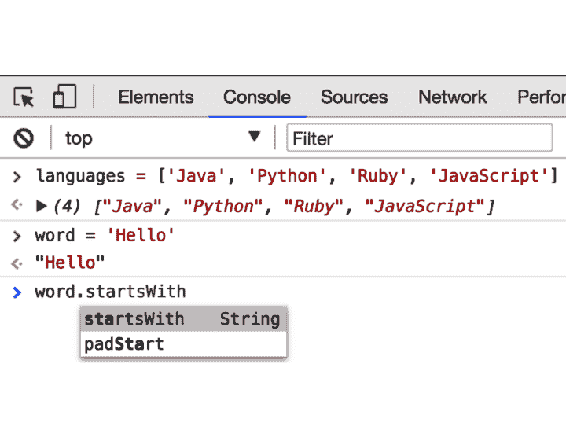 Elements Console Sources Network Perfor
top Filter
> languages = ['Java', 'Python', 'Ruby', 'JavaScript']
(4) ["Java", "Python", "Ruby", "JavaScript"]
> word = 'Hello'
"Hello"
> word.startsWith
startsWith String
padStart